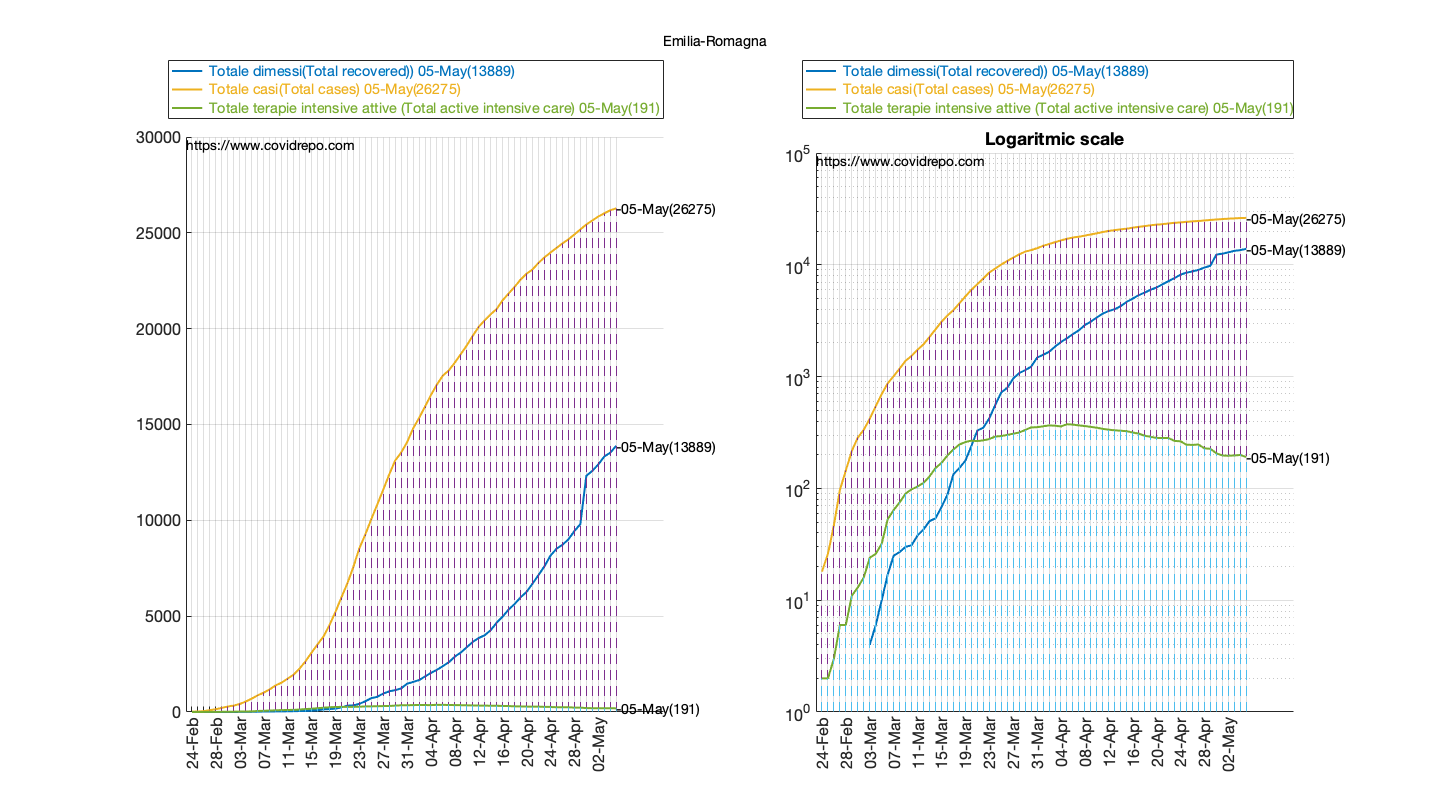 Emilia-Romagna
Totale dimessi(Total recovered)) 05-May(13889)
Totale casi(Total cases) 05-May(26275)
Totale terapie intensive attive (Total active intensive care) 05-May(191)
https://www.covidrepo.com
30000
25000
20000
15000
10000
5000
0
05-May(26275)
05-May(13889)
05-May(191)
24-Feb
28-Feb
03-Mar
07-Mar
11-Mar
15-Mar
19-Mar
23-Mar
27-Mar
31-Mar
04-Apr
08-Apr
12-Apr
16-Apr
20-Apr
24-Apr
28-Apr
02-May
Totale dimessi(Total recovered)) 05-May(13889)
Totale casi(Total cases) 05-May(26275)
Totale terapie intensive attive (Total active intensive care) 05-May(191)
Logaritmic scale
https://www.covidrepo.com
10^5
10^4
10^3
10^2
10^1
10^0
05-May(26275)
05-May(13889)
05-May(191)
24-Feb
28-Feb
03-Mar
07-Mar
11-Mar
15-Mar
19-Mar
23-Mar
27-Mar
31-Mar
04-Apr
08-Apr
12-Apr
16-Apr
20-Apr
24-Apr
28-Apr
02-May